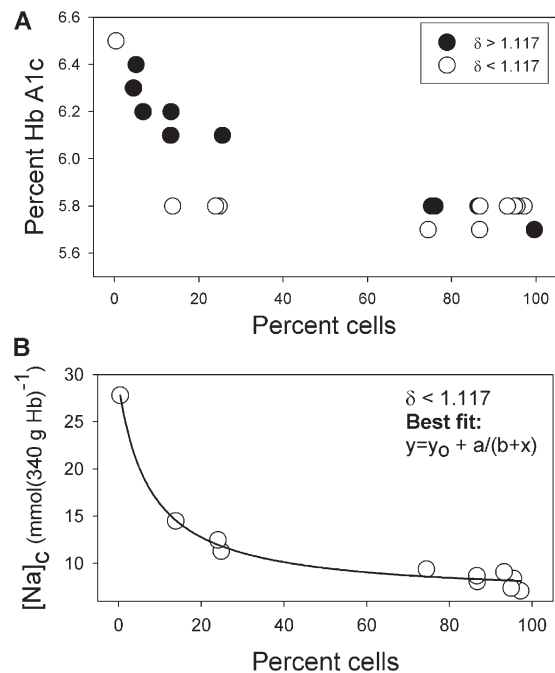 A
6.6
6.4
6.2
6.0
5.8
5.6
Percent Hb A1c
δ > 1.117
δ < 1.117
0 20 40 60 80 100
Percent cells
B
30
25
20
15
10
[Na]C (mmol(340 g Hb)-1)
δ < 1.117
Best fit:
y=yo + a/(b+x)
0 20 40 60 80 100
Percent cells